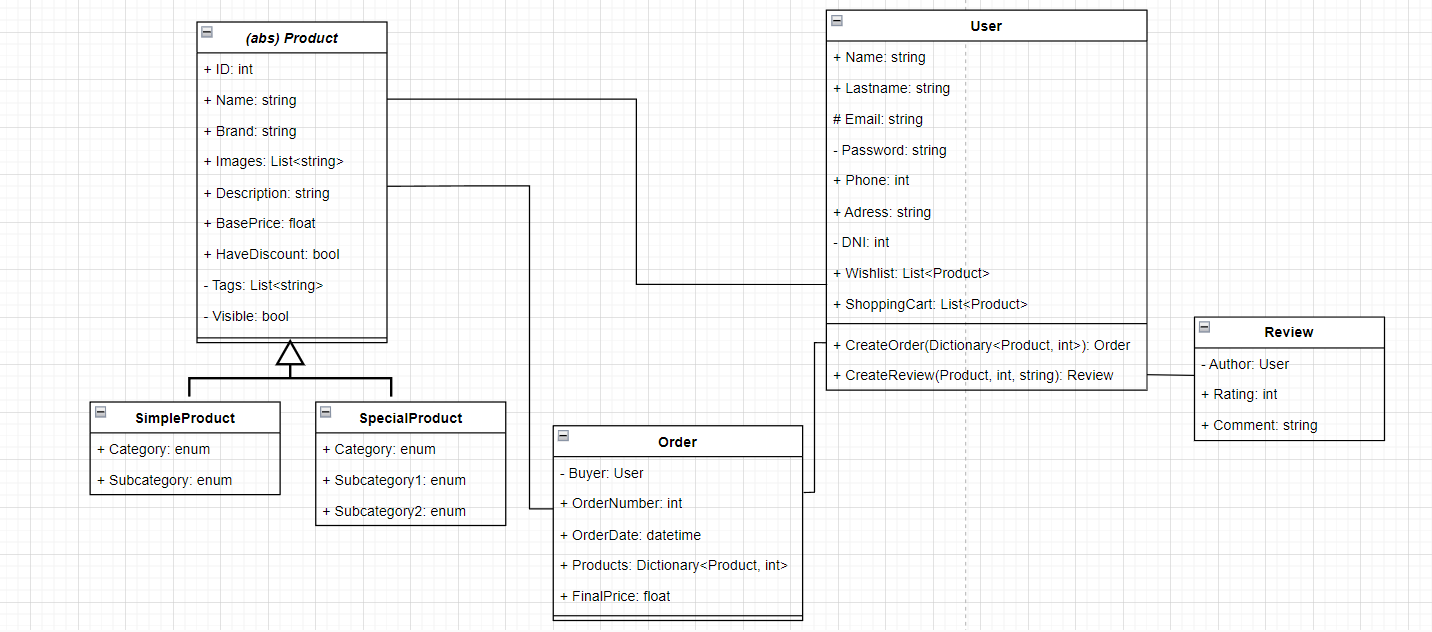 (abs) Product
+ ID: int
+ Name: string
+ Brand: string
+ Images: List<string>
+ Description: string
+ BasePrice: float
+ HaveDiscount: bool
- Tags: List<string>
- Visible: bool
SimpleProduct
+ Category: enum
+ Subcategory: enum
SpecialProduct
+ Category: enum
+ Subcategory1: enum
+ Subcategory2: enum
Order
- Buyer: User
+ OrderNumber: int
+ OrderDate: datetime
+ Products: Dictionary<Product, int>
+ FinalPrice: float
User
+ Name: string
+ Lastname: string
# Email: string
- Password: string
+ Phone: int
+ Adress: string
- DNI: int
+ Wishlist: List<Product>
+ ShoppingCart: List<Product>
+ CreateOrder(Dictionary<Product, int>): Order
+ CreateReview(Product, int, string): Review
Review
- Author: User
+ Rating: int
+ Comment: string